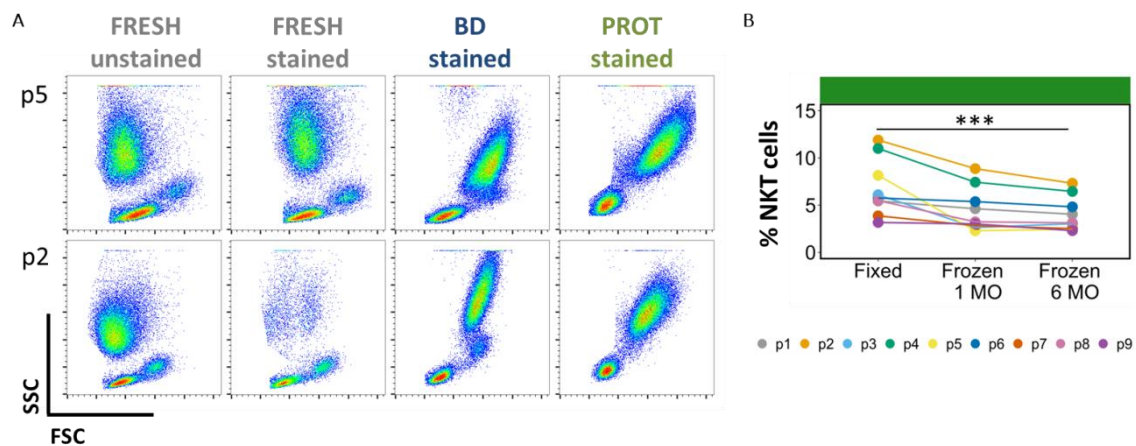 A
FRESH
unstained
FRESH
stained
BD
stained
PROT
stained
p5
p2
SSC
FSC
B
15
10
5
0
% NKT cells
***
Fixed
Frozen
1 MO
Frozen
6 MO
p1 p2 p3 p4 p5 p6 p7 p8 p9